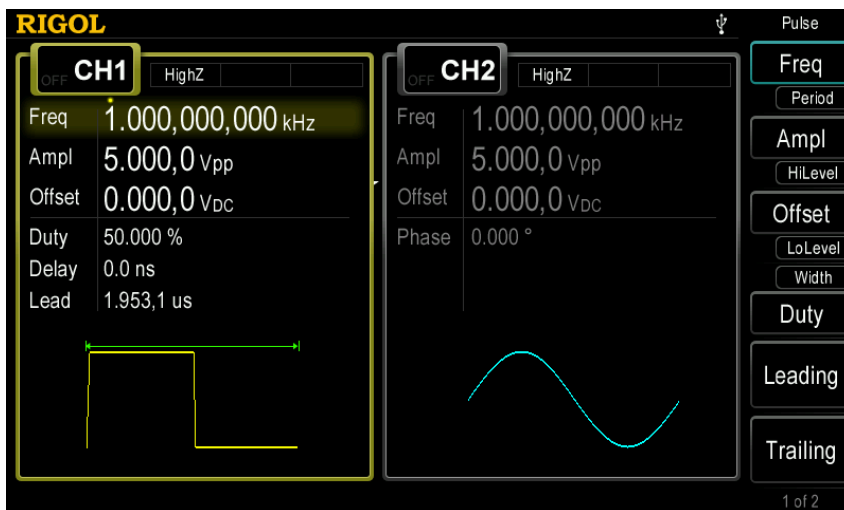 RIGOL
Pulse
OFF CH1 HighZ
Freq 1.000,000,000 kHz
Ampl 5.000,0 Vpp
Offset 0.000,0 VDC
Duty 50.000 %
Delay 0.0 ns
Lead 1.953,1 us
OFF CH2 HighZ
Freq 1.000,000,000 kHz
Ampl 5.000,0 Vpp
Offset 0.000,0 VDC
Phase 0.000 °
Freq
Period
Ampl
HiLevel
Offset
LoLevel
Width
Duty
Leading
Trailing
1 of 2